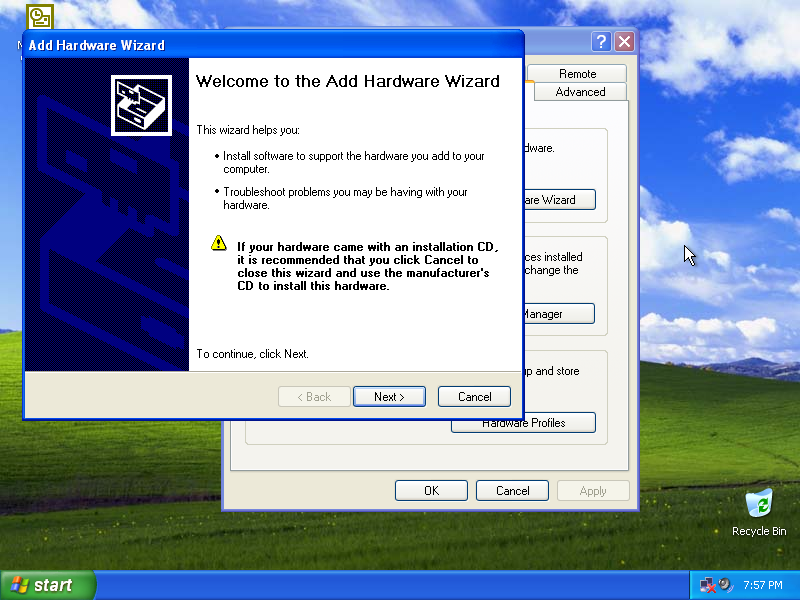 Add Hardware Wizard
Welcome to the Add Hardware Wizard
This wizard helps you:
• Install software to support the hardware you add to your
computer.
• Troubleshoot problems you may be having with your
hardware.
If your hardware came with an installation CD,
it is recommended that you click Cancel to
close this wizard and use the manufacturer's
CD to install this hardware.
To continue, click Next.
< Back
Next >
Cancel
Remote
Advanced
Wizard
installed
change the
Manager
and store
Hardware Profiles
OK
Cancel
Apply
Recycle Bin
start
7:57 PM